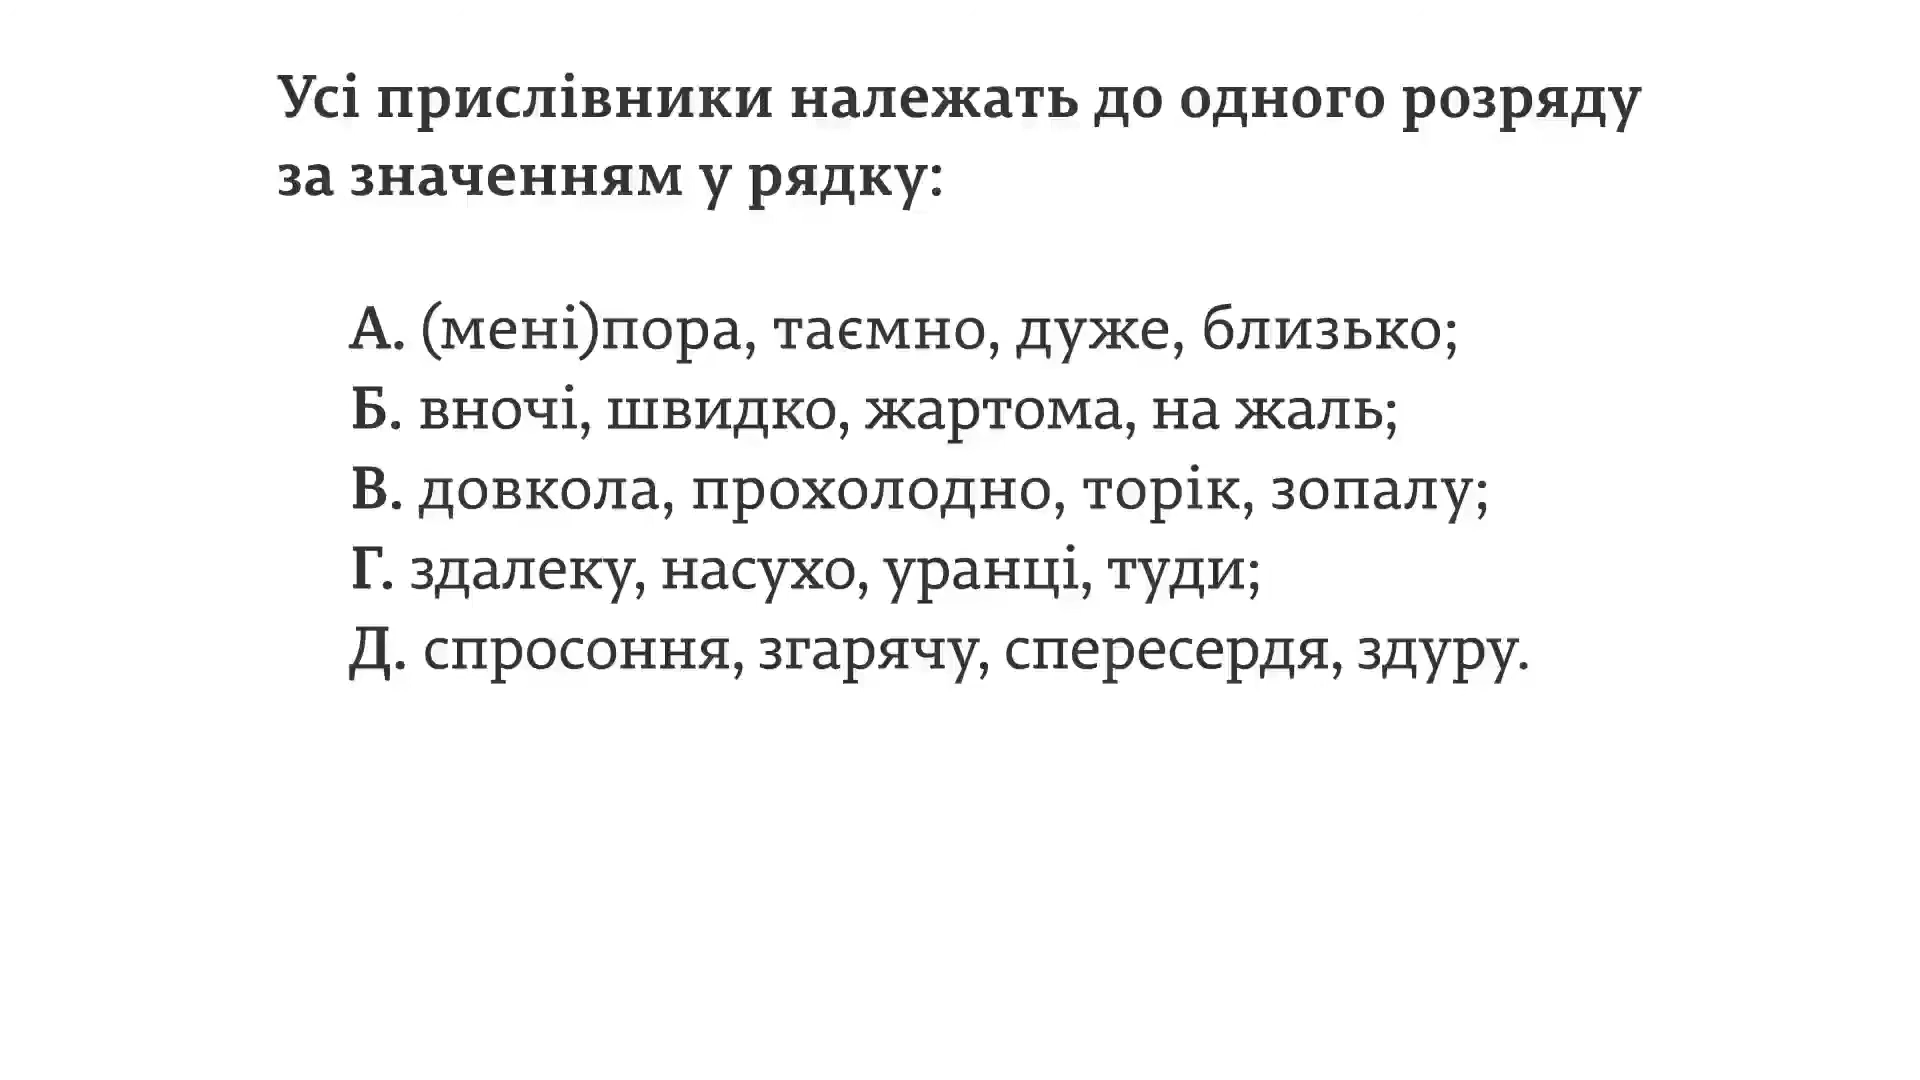 Усі прислівники належать до одного розряду
за значенням у рядку:
А. (мені)пора, таємно, дуже, близько;
Б. вночі, швидко, жартома, на жаль;
В. довкола, прохолодно, торік, зопалу;
Г. здалеку, насухо, уранці, туди;
Д. спросоння, згарячу, спересердя, здуру.